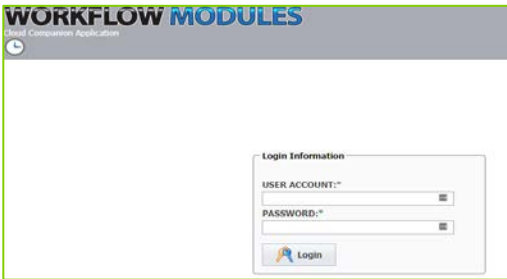 WORKFLOW MODULES
Cloud Companion Application
Login Information
USER ACCOUNT:*
PASSWORD:*
Login